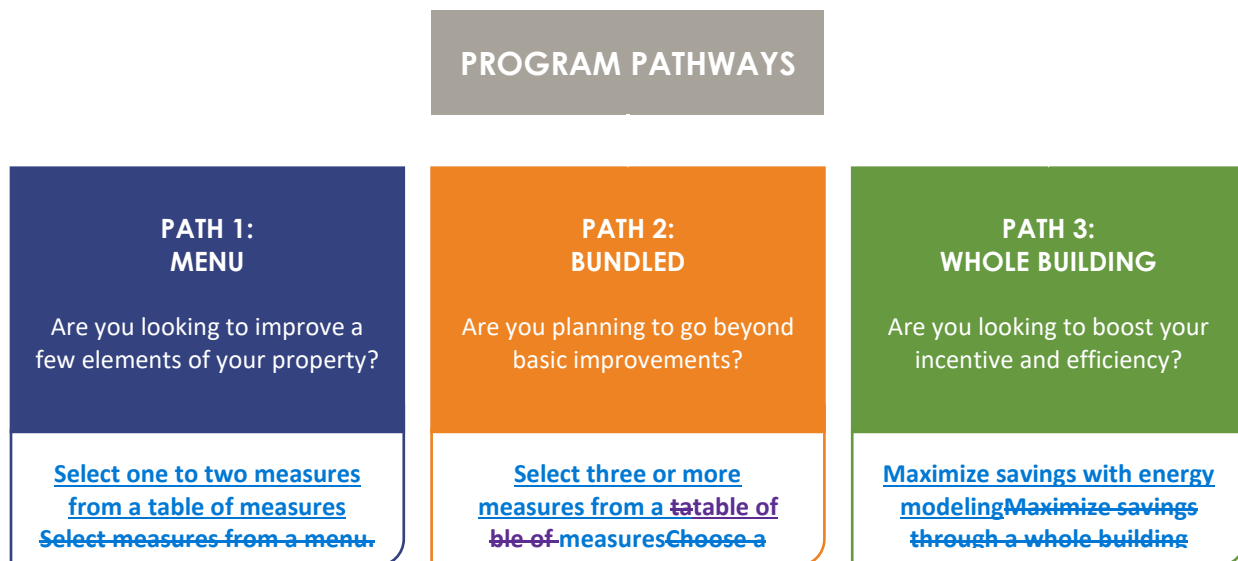 PROGRAM PATHWAYS
PATH 1:
MENU
Are you looking to improve a
few elements of your property?
Select one to two measures
from a table of measures
Select measures from a menu.
PATH 2:
BUNDLED
Are you planning to go beyond
basic improvements?
Select three or more
measures from a tatable of
ble of measuresChoose a
PATH 3:
WHOLE BUILDING
Are you looking to boost your
incentive and efficiency?
Maximize savings with energy
modelingMaximize savings
through a whole building